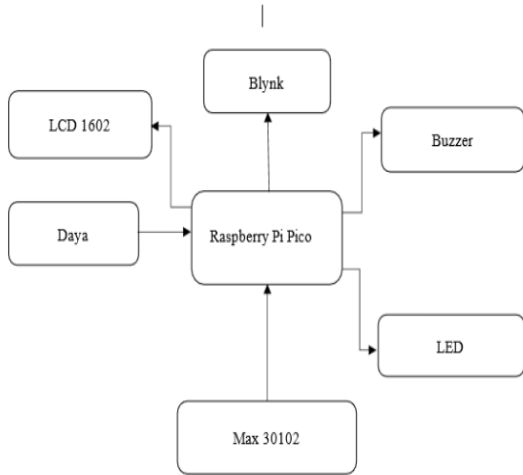 Blynk
LCD 1602
Buzzer
Daya
Raspberry Pi Pico
LED
Max 30102